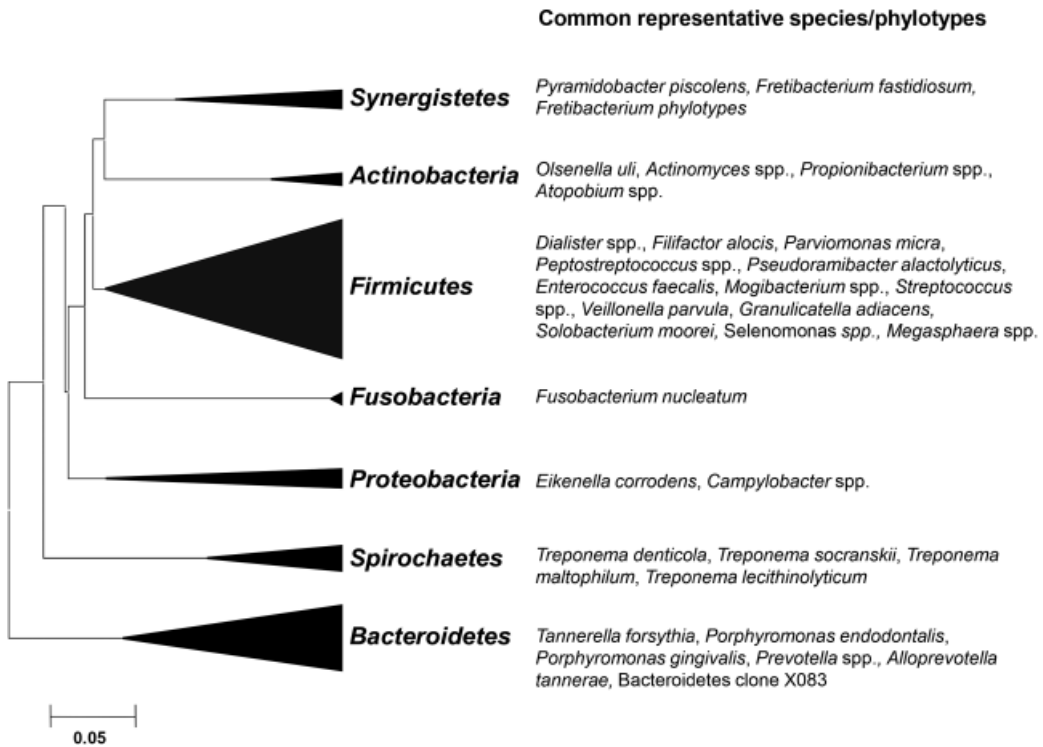 Common representative species/phylotypes
Synergistetes
Pyramidobacter piscolens, Fretibacterium fastidiosum,
Fretibacterium phylotypes
Actinobacteria
Olsenella uli, Actinomyces spp., Propionibacterium spp.,
Atopobium spp.
Firmicutes
Dialister spp., Filifactor alocis, Parviomonas micra,
Peptostreptococcus spp., Pseudoramibacter alactolyticus,
Enterococcus faecalis, Mogibacterium spp., Streptococcus
spp., Veillonella parvula, Granulicatella adiacens,
Solobacterium moorei, Selenomonas spp., Megasphaera spp.
Fusobacteria
Fusobacterium nucleatum
Proteobacteria
Eikenella corrodens, Campylobacter spp.
Spirochaetes
Treponema denticola, Treponema socranskii, Treponema
maltophilum, Treponema lecithinolyticum
Bacteroidetes
Tannerella forsythia, Porphyromonas endodontalis,
Porphyromonas gingivalis, Prevotella spp., Alloprevotella
tannerae, Bacteroidetes clone X083
0.05